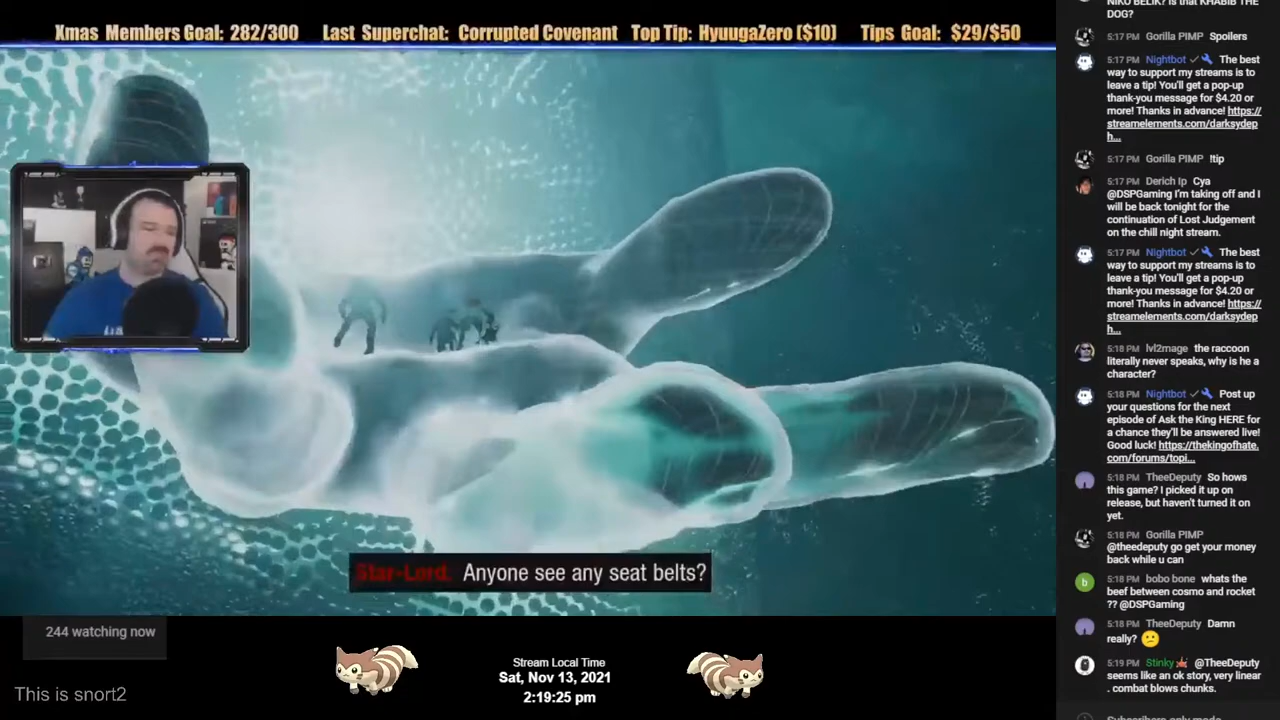 Xmas Members Goal: 282/300 Last Superchat: Corrupted Covenant Top Tip: HyuugaZero ($10) Tips Goal: $29/$50
Star-Lord. Anyone see any seat belts?
244 watching now
This is snort2
Stream Local Time
Sat, Nov 13, 2021
2:19:25 pm
NIKO BELIK? Is that KHABIB THE
DOG?
5:17 PM Gorilla PIMP Spoilers
5:17 PM Nightbot The best
way to support my streams is to
leave a tip! You'll get a pop-up
thank-you message for $4.20 or
more! Thanks in advance! https://
streamelements.com/darksydep
h...
5:17 PM Gorilla PIMP !tip
5:17 PM Derich Ip Cya
@DSPGaming I'm taking off and I
will be back tonight for the
continuation of Lost Judgement
on the chill night stream.
5:17 PM Nightbot The best
way to support my streams is to
leave a tip! You'll get a pop-up
thank-you message for $4.20 or
more! Thanks in advance! https://
streamelements.com/darksydep
h...
5:18 PM lvl2mage the raccoon
literally never speaks, why is he a
character?
5:18 PM Nightbot Post up
your questions for the next
episode of Ask the King HERE for
a chance they'll be answered live!
Good luck! https://thekingofhate.
com/forums/topi...
5:18 PM TheeDeputy So hows
this game? I picked it up on
release, but haven't turned it on
yet.
5:18 PM Gorilla PIMP
@theedeputy go get your money
back while u can
5:18 PM bobo bone whats the
beef between cosmo and rocket
?? @DSPGaming
5:18 PM TheeDeputy Damn
really?
5:19 PM Stinky @TheeDeputy
seems like an ok story, very linear
. combat blows chunks.
Subscribers-only mode